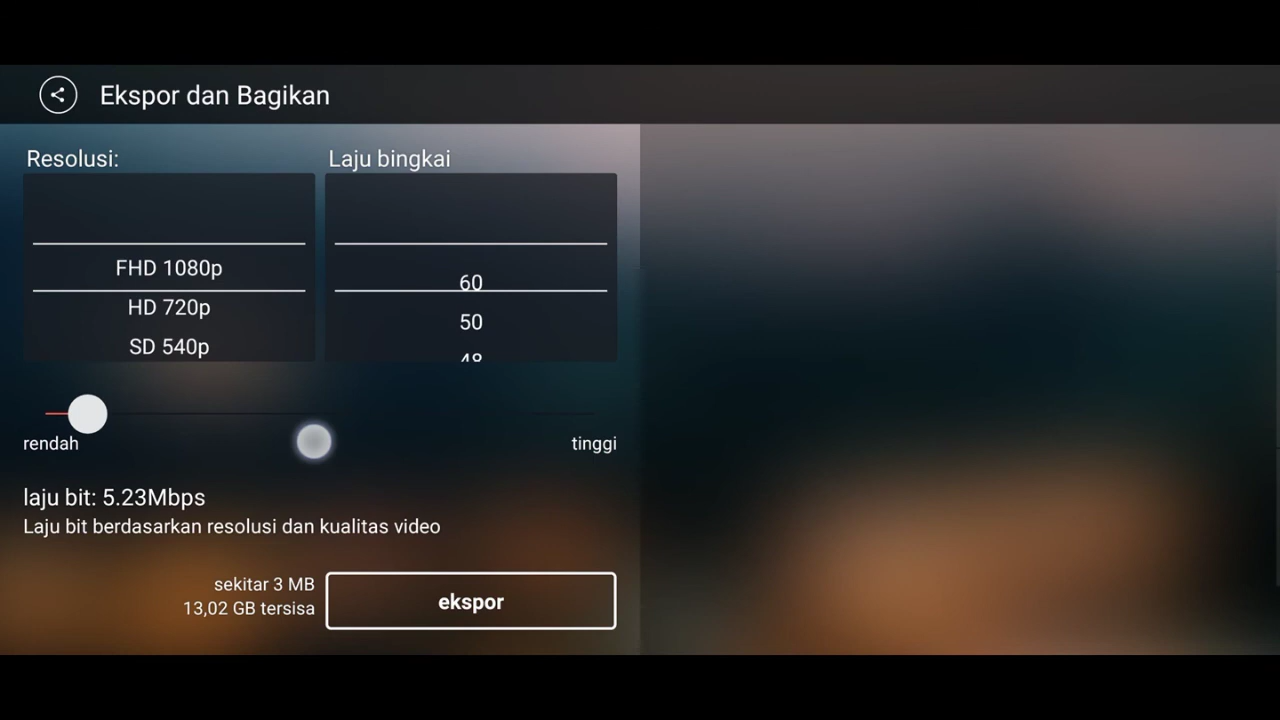 Ekspor dan Bagikan
Resolusi:
Laju bingkai
FHD 1080p
HD 720p
SD 540p
60
50
48
rendah
tinggi
laju bit: 5.23Mbps
Laju bit berdasarkan resolusi dan kualitas video
sekitar 3 MB
13,02 GB tersisa
ekspor